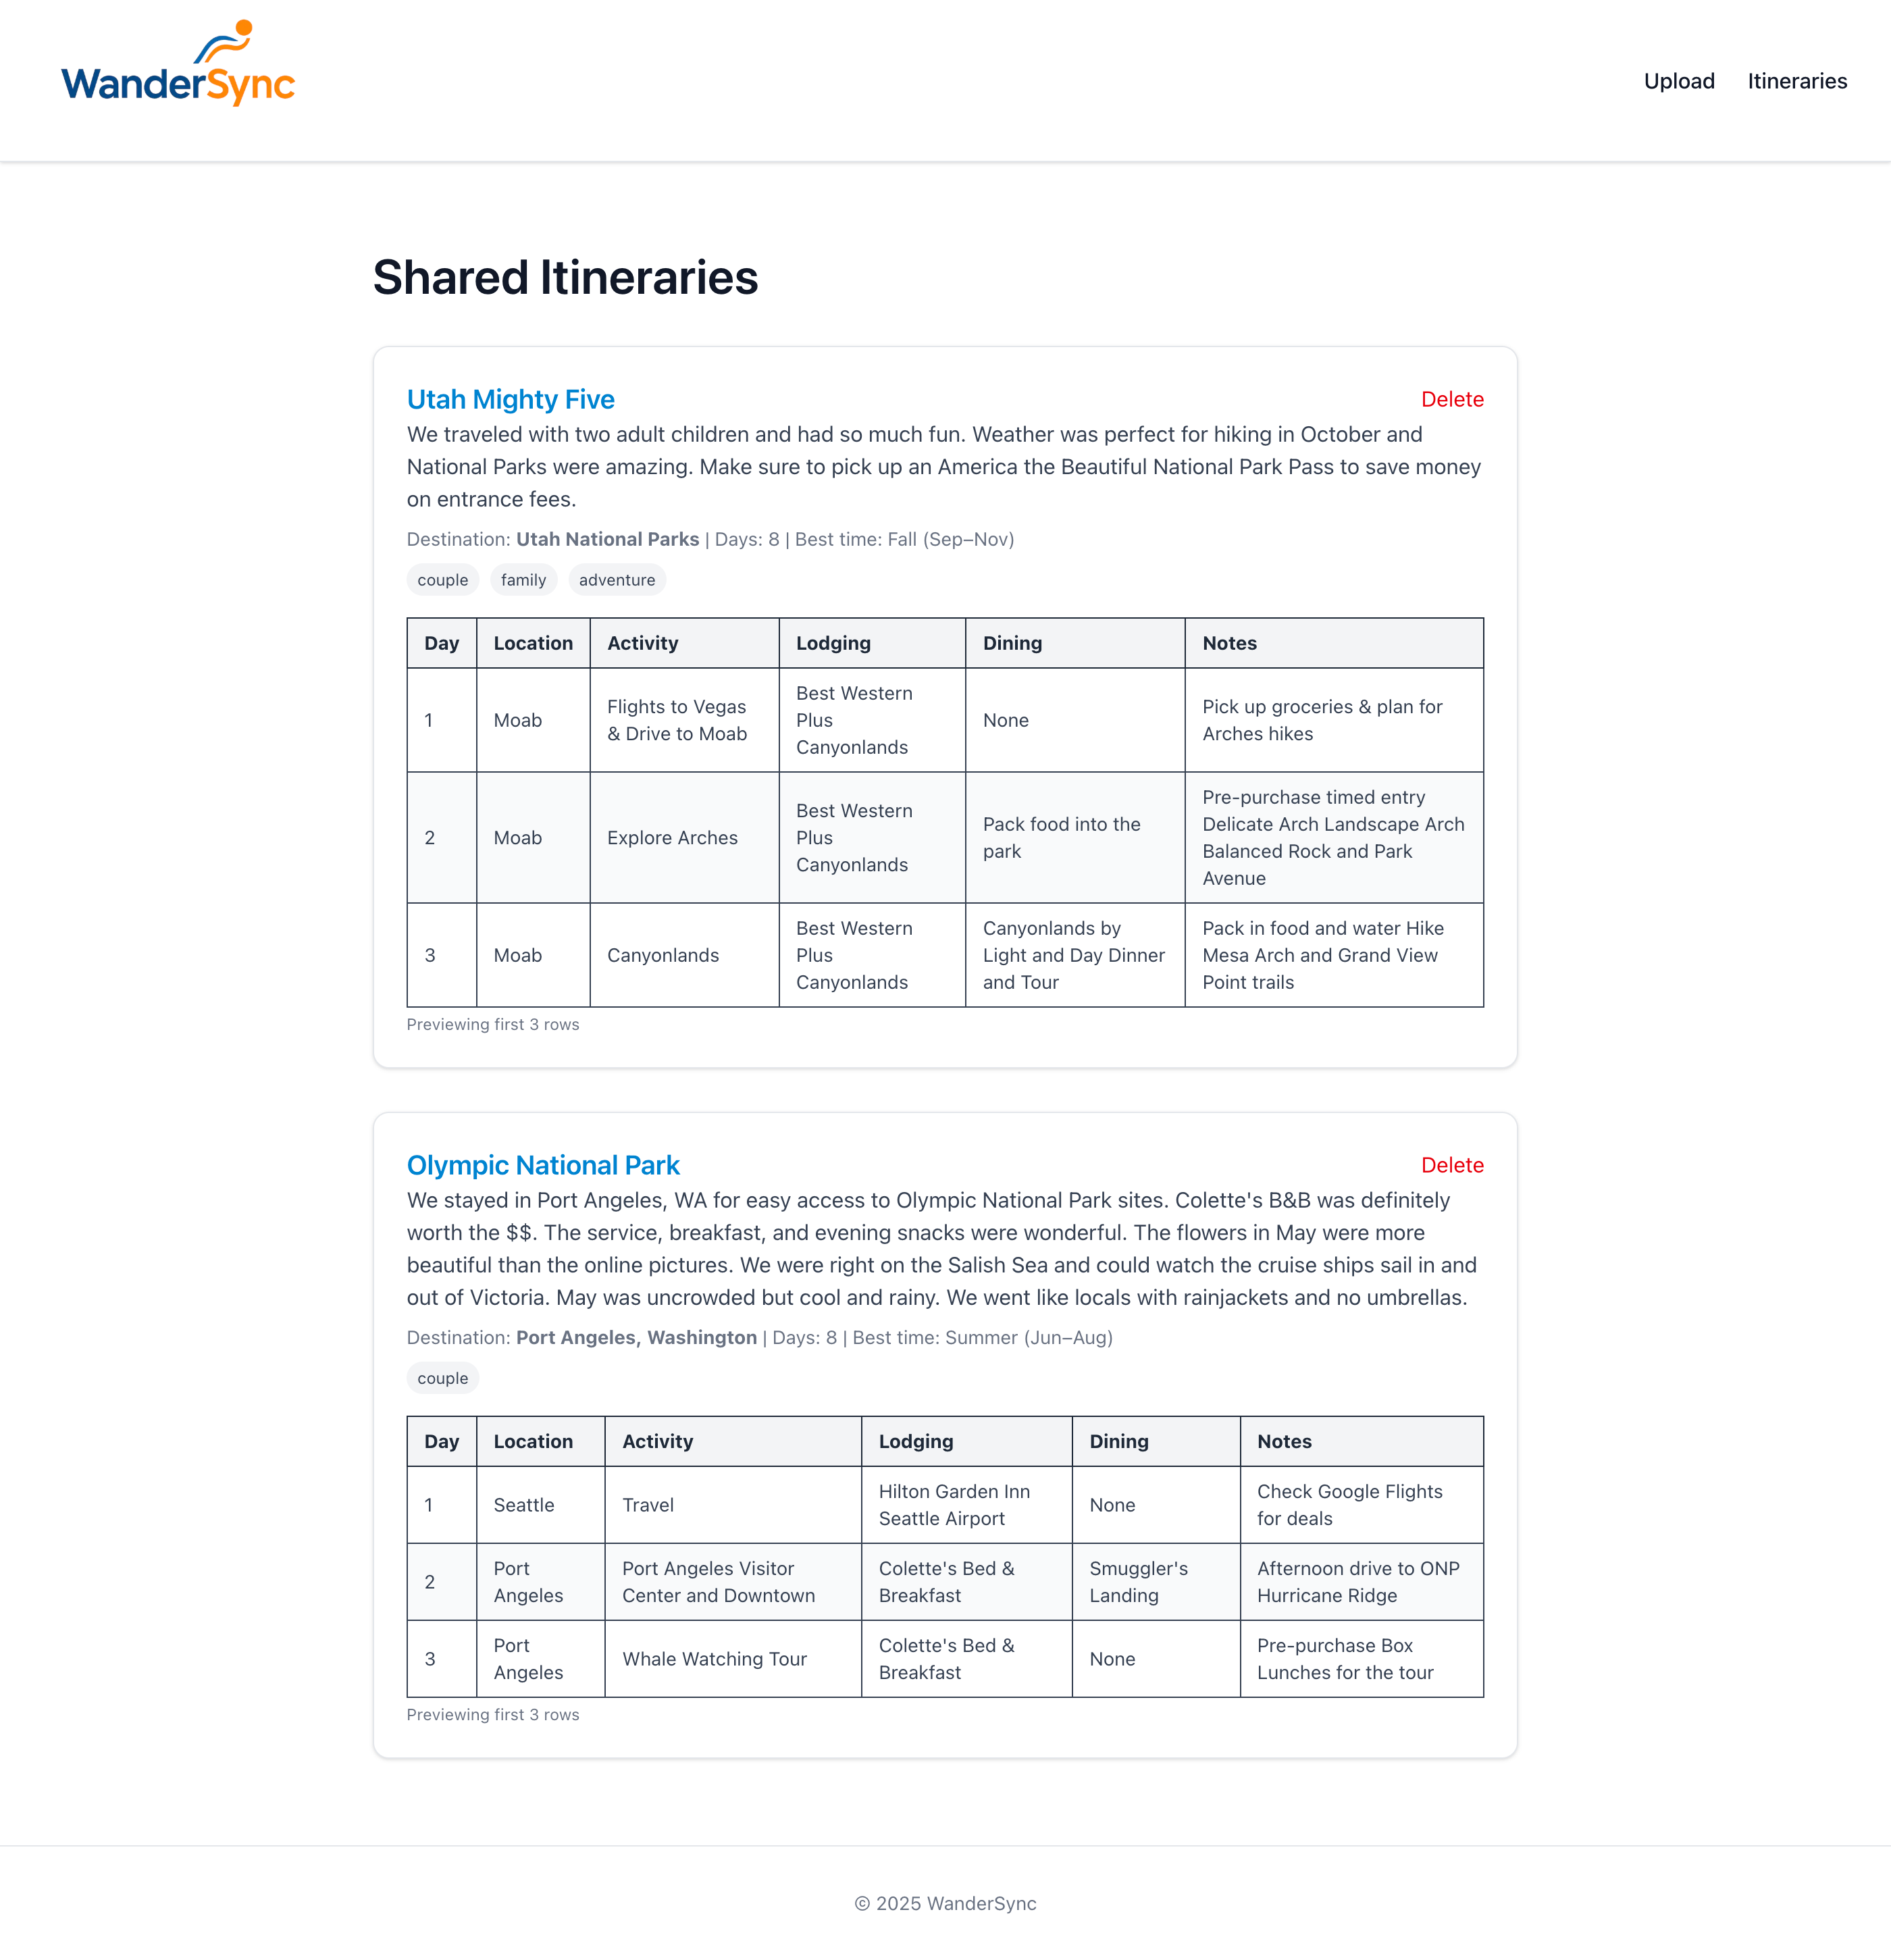 WanderSync
Upload Itineraries
Shared Itineraries
Utah Mighty Five
Delete
We traveled with two adult children and had so much fun. Weather was perfect for hiking in October and
National Parks were amazing. Make sure to pick up an America the Beautiful National Park Pass to save money
on entrance fees.
Destination: Utah National Parks | Days: 8 | Best time: Fall (Sep–Nov)
couple family adventure
Day Location Activity Lodging Dining Notes
1
Moab
Flights to Vegas
& Drive to Moab
Best Western
Plus
Canyonlands
None
Pick up groceries & plan for
Arches hikes
2
Moab
Explore Arches
Best Western
Plus
Canyonlands
Pack food into the
park
Pre-purchase timed entry
Delicate Arch Landscape Arch
Balanced Rock and Park
Avenue
3
Moab
Canyonlands
Best Western
Plus
Canyonlands
Canyonlands by
Light and Day Dinner
and Tour
Pack in food and water Hike
Mesa Arch and Grand View
Point trails
Previewing first 3 rows
Olympic National Park
Delete
We stayed in Port Angeles, WA for easy access to Olympic National Park sites. Colette's B&B was definitely
worth the $$. The service, breakfast, and evening snacks were wonderful. The flowers in May were more
beautiful than the online pictures. We were right on the Salish Sea and could watch the cruise ships sail in and
out of Victoria. May was uncrowded but cool and rainy. We went like locals with rainjackets and no umbrellas.
Destination: Port Angeles, Washington | Days: 8 | Best time: Summer (Jun–Aug)
couple
Day Location Activity Lodging Dining Notes
1
Seattle
Travel
Hilton Garden Inn
Seattle Airport
None
Check Google Flights
for deals
2
Port
Angeles
Port Angeles Visitor
Center and Downtown
Colette's Bed &
Breakfast
Smuggler's
Landing
Afternoon drive to ONP
Hurricane Ridge
3
Port
Angeles
Whale Watching Tour
Colette's Bed &
Breakfast
None
Pre-purchase Box
Lunches for the tour
Previewing first 3 rows
© 2025 WanderSync